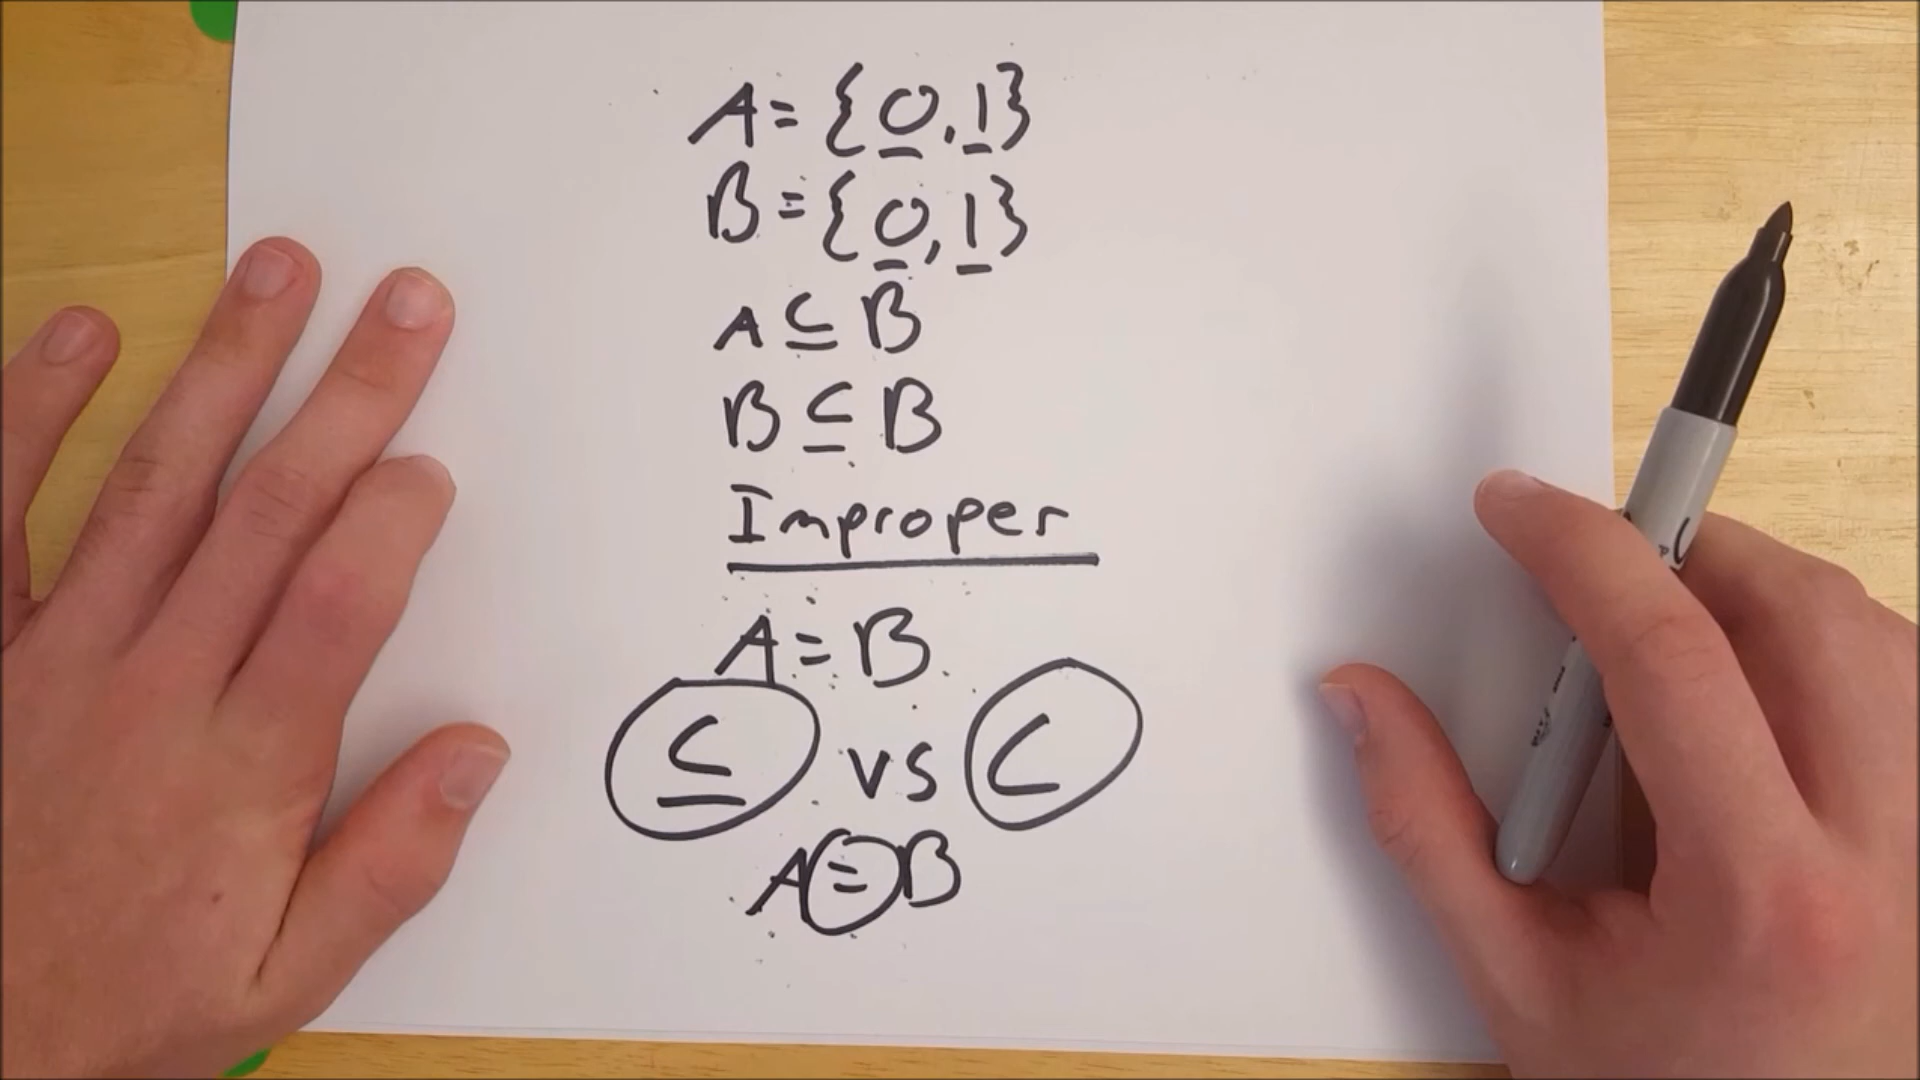 A = {0,1}
B = {0,1}
A ⊆ B
B ⊆ B
Improper
A = B
⊆ vs ⊂
A = B